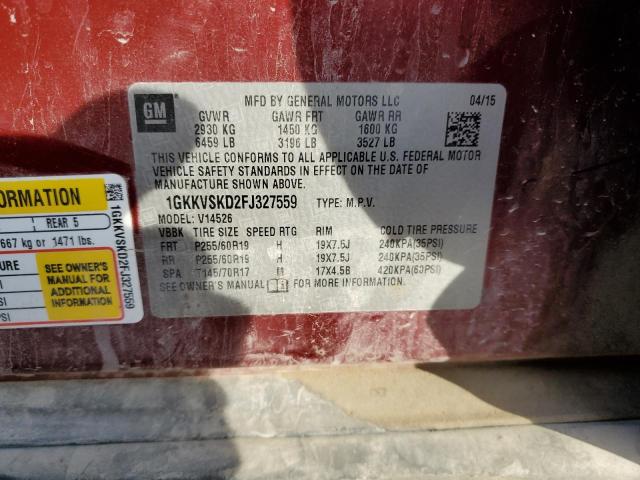 GM
MFD BY GENERAL MOTORS LLC 04/15
GVWR GAWR FRT GAWR RR
2930 KG 1450 KG 1600 KG
6459 LB 3196 LB 3527 LB
THIS VEHICLE CONFORMS TO ALL APPLICABLE U.S. FEDERAL MOTOR
VEHICLE SAFETY STANDARDS IN EFFECT ON THE DATE OF
MANUFACTURE SHOWN ABOVE.
1GKKVSKD2FJ327559 TYPE: M.P.V.
MODEL: V14526
VBBK TIRE SIZE SPEED RTG RIM COLD TIRE PRESSURE
FRT P255/60R19 H 19X7.5J 240KPA(35PSI)
RR P255/60R19 H 19X7.5J 240KPA(35PSI)
SPA T145/70R17 M 17X4.5B 420KPA(63PSI)
SEE OWNER'S MANUAL FOR MORE INFORMATION.
ORMATION
REAR 5
667 kg or 1471 lbs.
SURE
SEE OWNER'S
MANUAL FOR
ADDITIONAL
INFORMATION
SI
PSI
1GKKVSKD2FJ327559